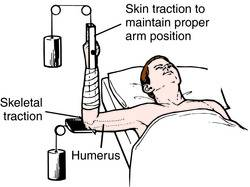 Skin traction to
maintain proper
arm position
Skeletal
traction
Humerus